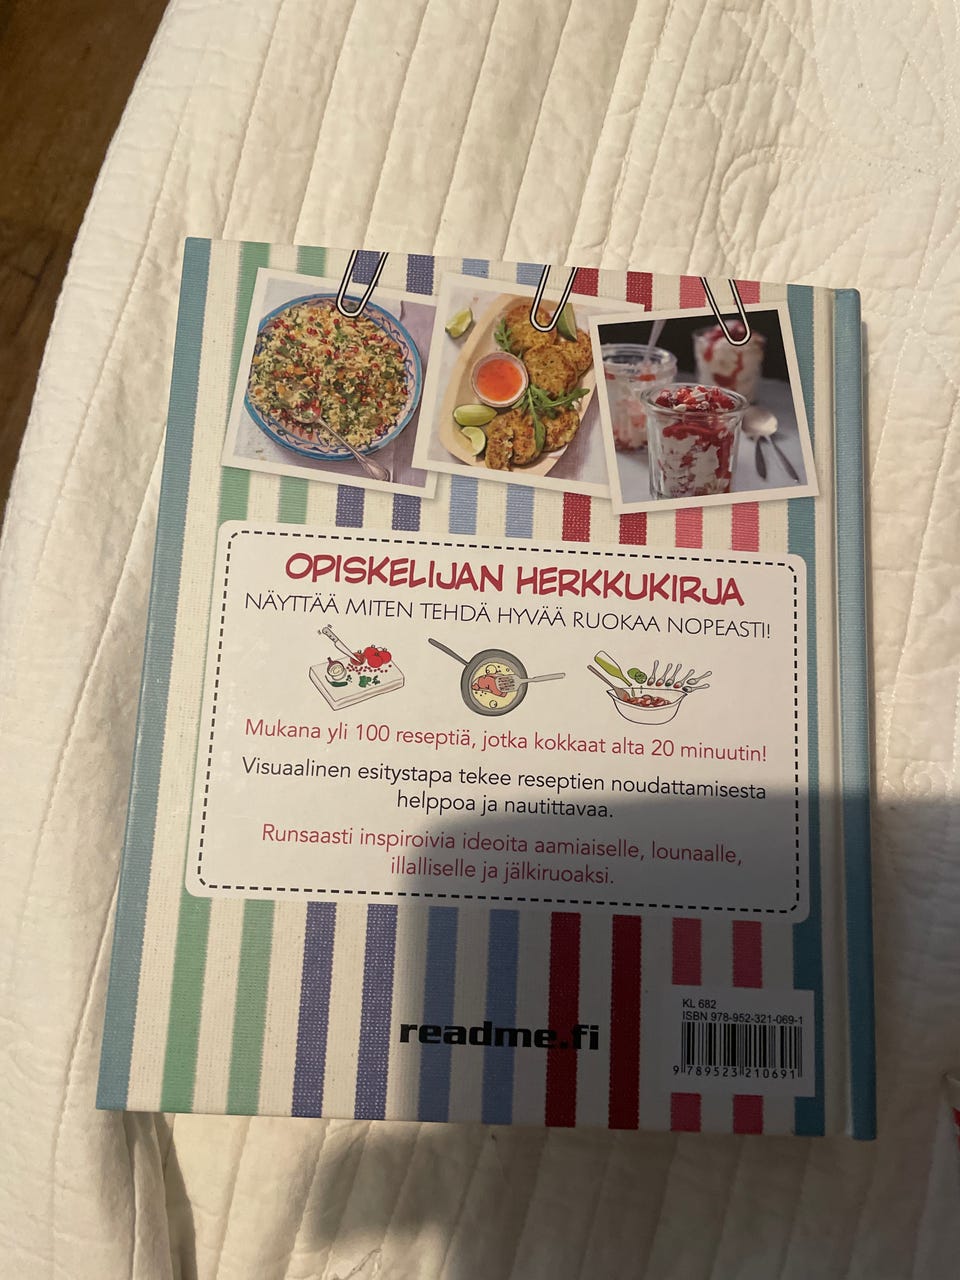 OPISKELIJAN HERKKUKIRJA
NÄYTTÄÄ MITEN TEHDÄ HYVÄÄ RUOKAA NOPEASTI!
Mukana yli 100 reseptiä, jotka kokkaat alta 20 minuutin!
Visuaalinen esitystapa tekee reseptien noudattamisesta
helppoa ja nautittavaa.
Runsaasti inspiroivia ideoita aamiaiselle, lounaalle,
illalliselle ja jälkiruoaksi.
readme.fi
KL 682
ISBN 978-952-321-069-1
9 789523 210691